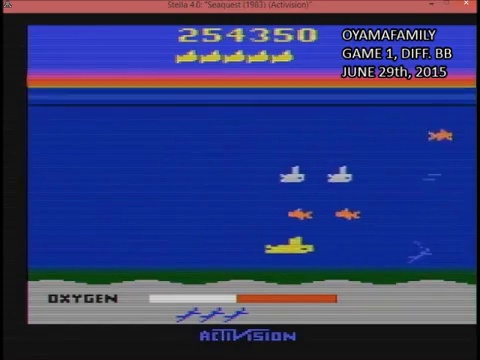 Stella 4.0: "Seaquest (1983) (Activision)"
254350
OYAMAFAMILY
GAME 1, DIFF. BB
JUNE 29th, 2015
OXYGEN
ACTIVISION